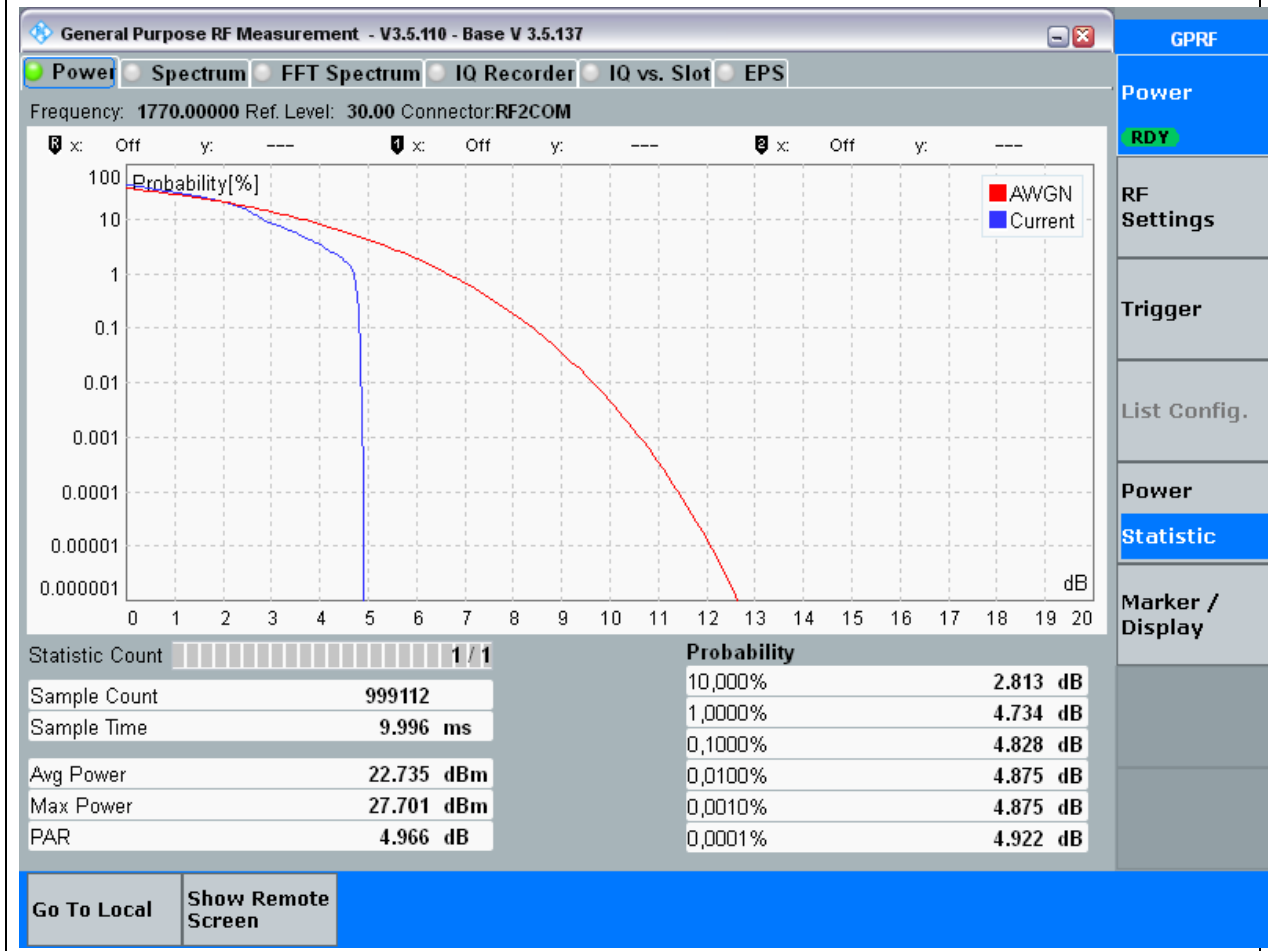 General Purpose RF Measurement - V3.5.110 - Base V 3.5.137
GPRF
Power Spectrum FFT Spectrum IQ Recorder IQ vs. Slot EPS
Frequency: 1770.00000 Ref. Level: 30.00 Connector:RF2COM
R x: Off y: --- 1 x: Off y: --- 2 x: Off y: ---
Probability[%]
AWGN
Current
100
10
1
0.1
0.01
0.001
0.0001
0.00001
0.000001
dB
0 1 2 3 4 5 6 7 8 9 10 11 12 13 14 15 16 17 18 19 20
Statistic Count 1 / 1
Sample Count 999112
Sample Time 9.996 ms
Avg Power 22.735 dBm
Max Power 27.701 dBm
PAR 4.966 dB
Probability
10,000% 2.813 dB
1,0000% 4.734 dB
0,1000% 4.828 dB
0,0100% 4.875 dB
0,0010% 4.875 dB
0,0001% 4.922 dB
Power
RDY
RF
Settings
Trigger
List Config.
Power
Statistic
Marker /
Display
Go To Local
Show Remote
Screen